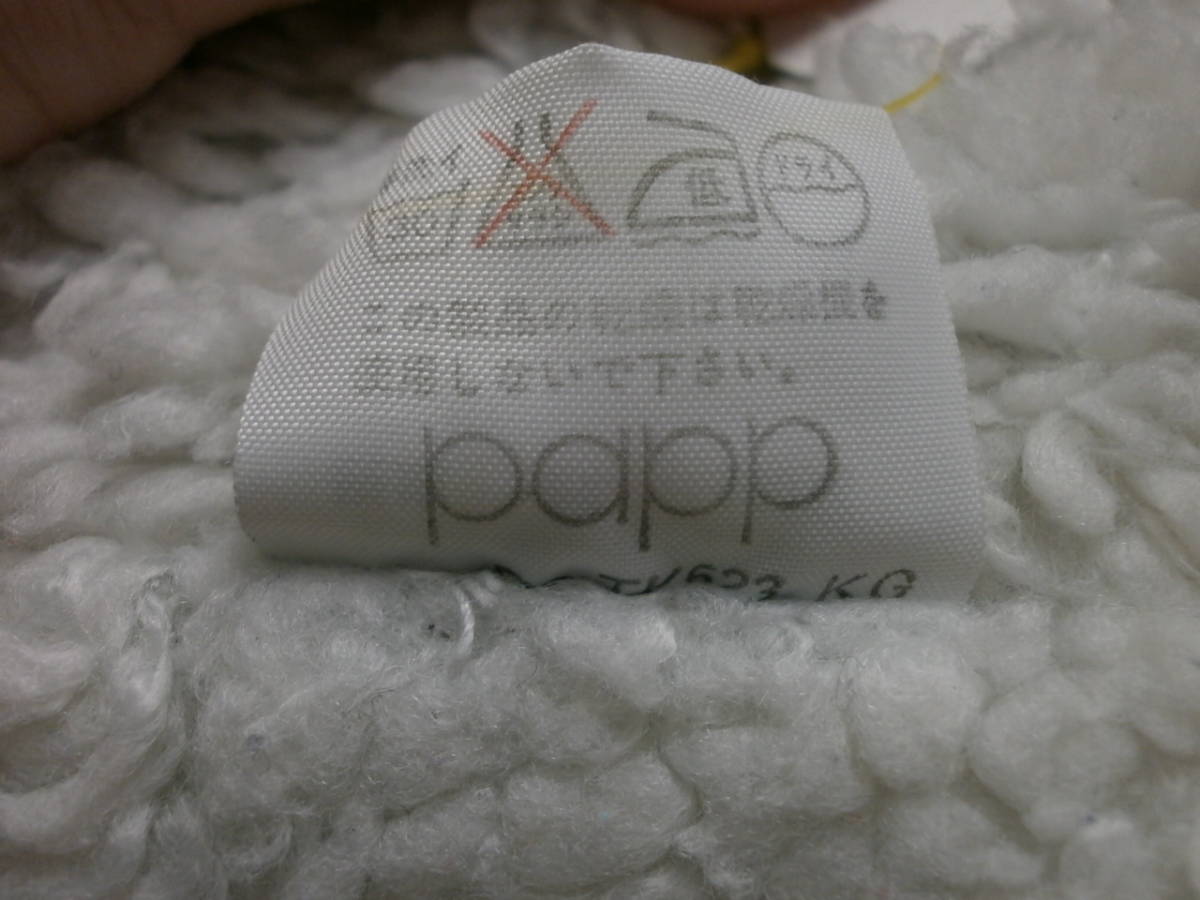 低 ドライ
この製品の乾燥は乾燥機を
使用しないで下さい。
papp
KG